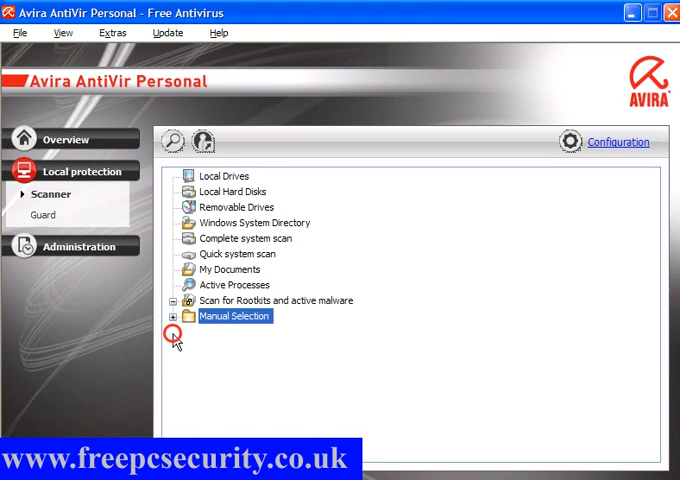 Avira AntiVir Personal - Free Antivirus
File View Extras Update Help
Avira AntiVir Personal
AVIRA
Overview
Local protection
Scanner
Guard
Administration
Configuration
Local Drives
Local Hard Disks
Removable Drives
Windows System Directory
Complete system scan
Quick system scan
My Documents
Active Processes
Scan for Rootkits and active malware
Manual Selection
www.freepcsecurity.co.uk